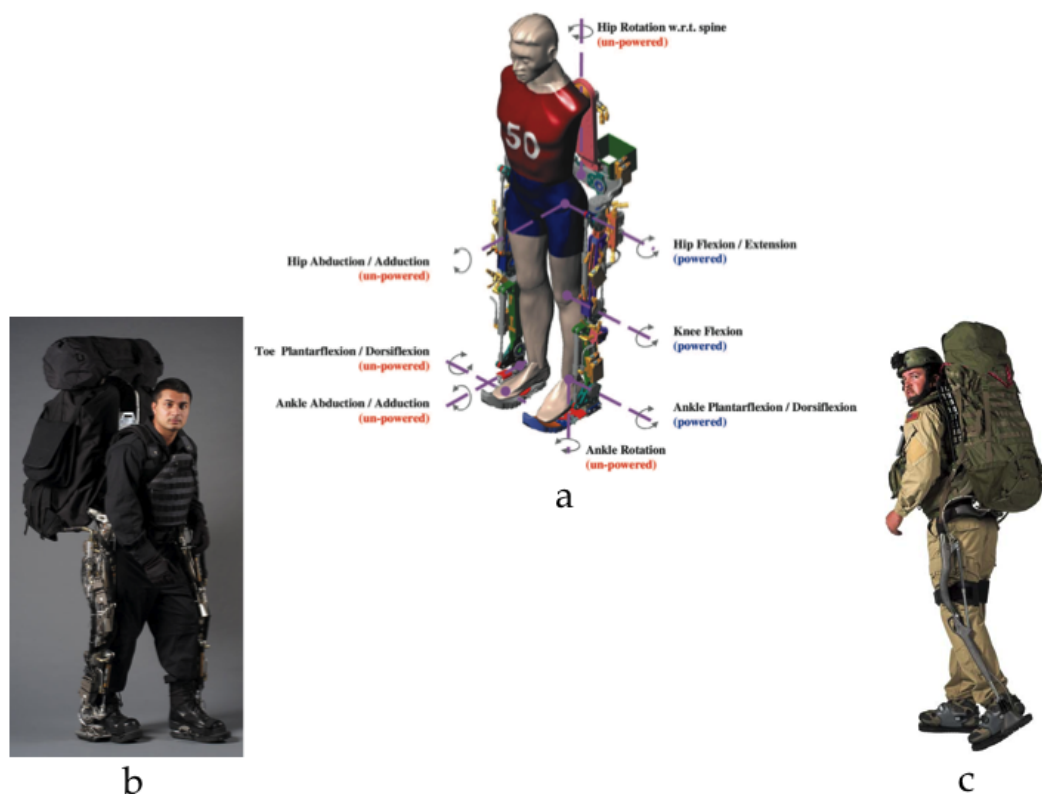 Hip Rotation w.r.t. spine
(un-powered)
50
Hip Abduction / Adduction
(un-powered)
Hip Flexion / Extension
(powered)
Knee Flexion
(powered)
Toe Plantarflexion / Dorsiflexion
(un-powered)
Ankle Abduction / Adduction
(un-powered)
Ankle Plantarflexion / Dorsiflexion
(powered)
Ankle Rotation
(un-powered)
a
b
c